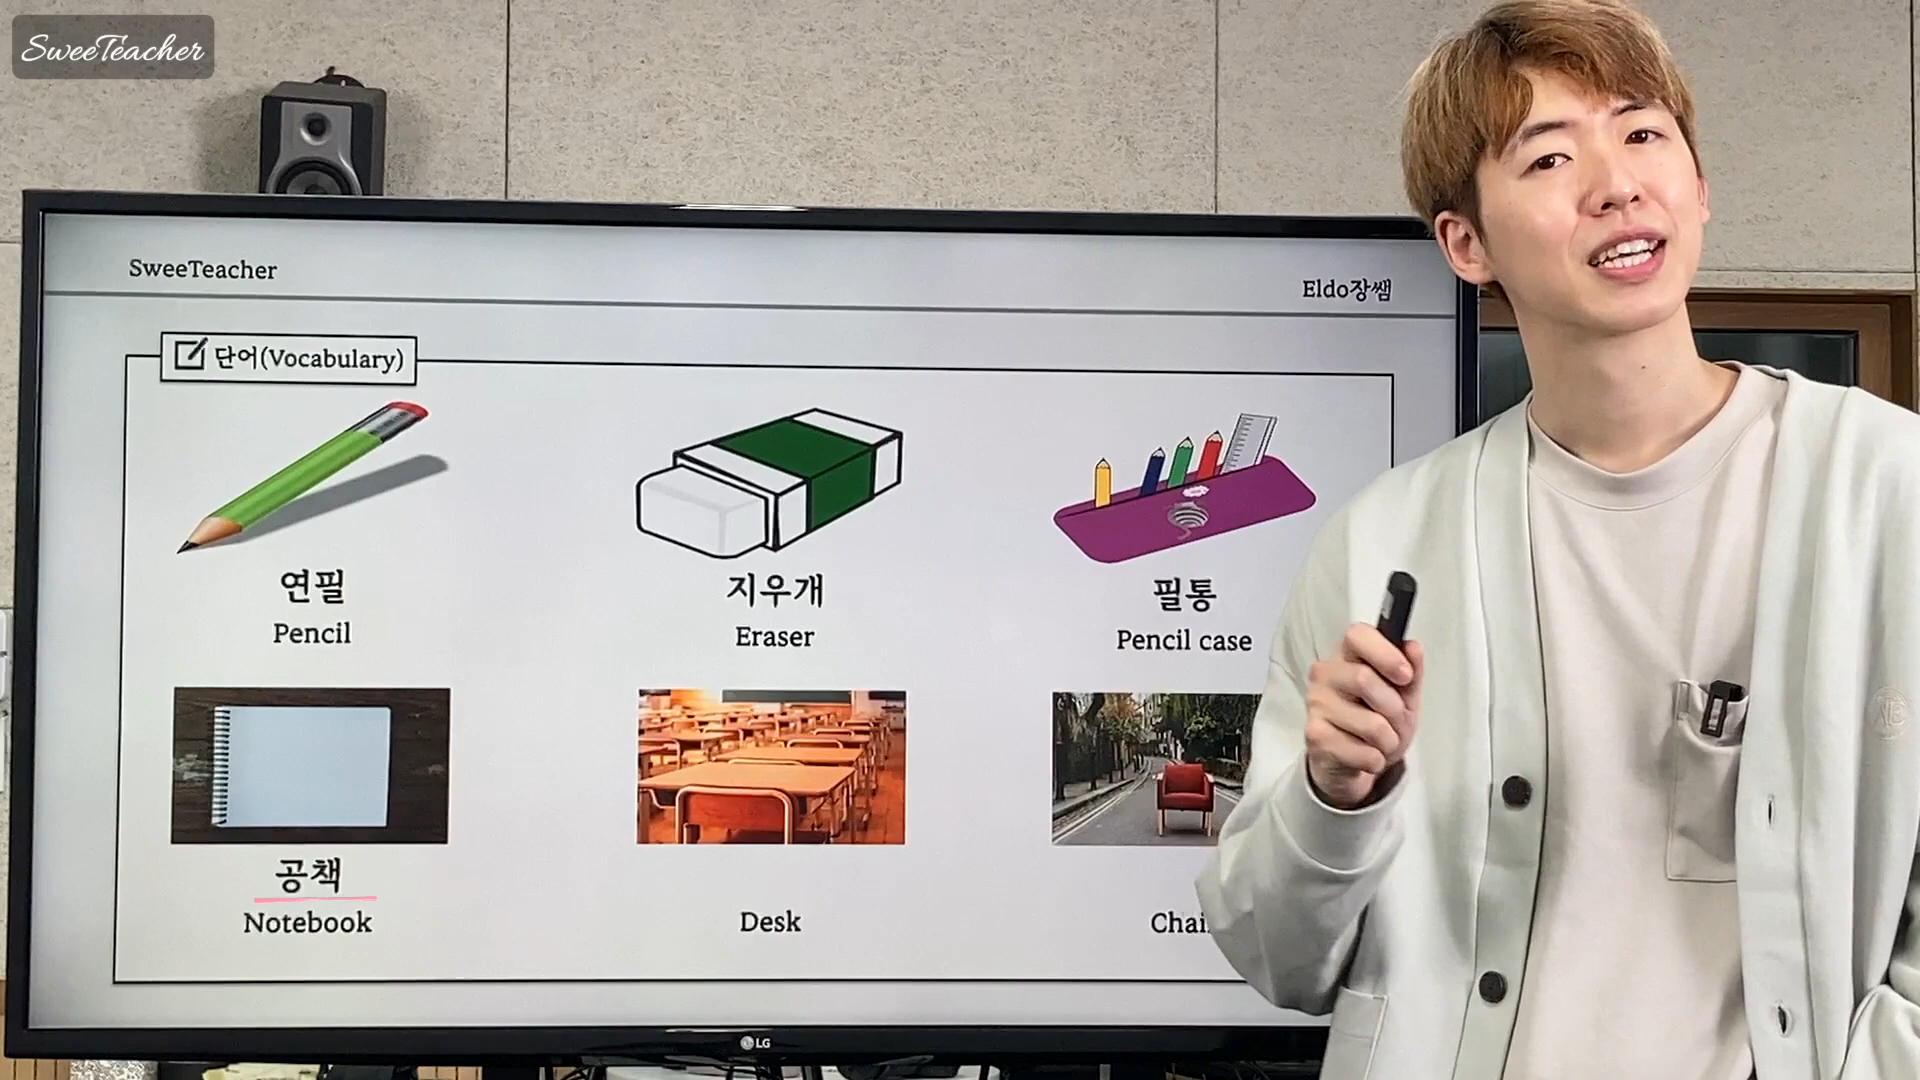 SweeTeacher
SweeTeacher
Eldo장쌤
단어(Vocabulary)
연필
Pencil
지우개
Eraser
필통
Pencil case
공책
Notebook
Desk
LG